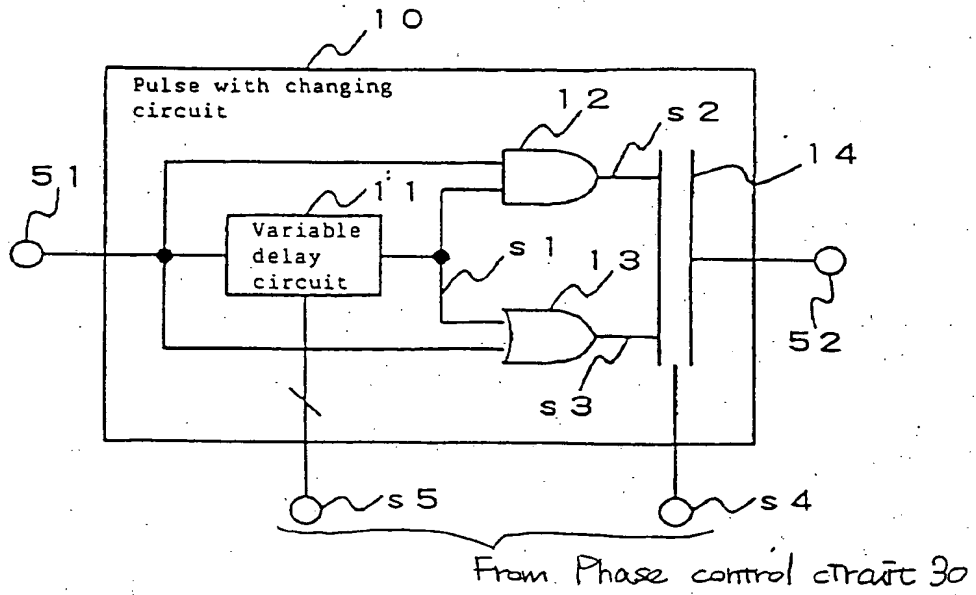 10
Pulse with changing
circuit
12
s2
14
51
11
Variable
delay
circuit
s1
13
52
s3
s5
s4
From Phase control circuit 30